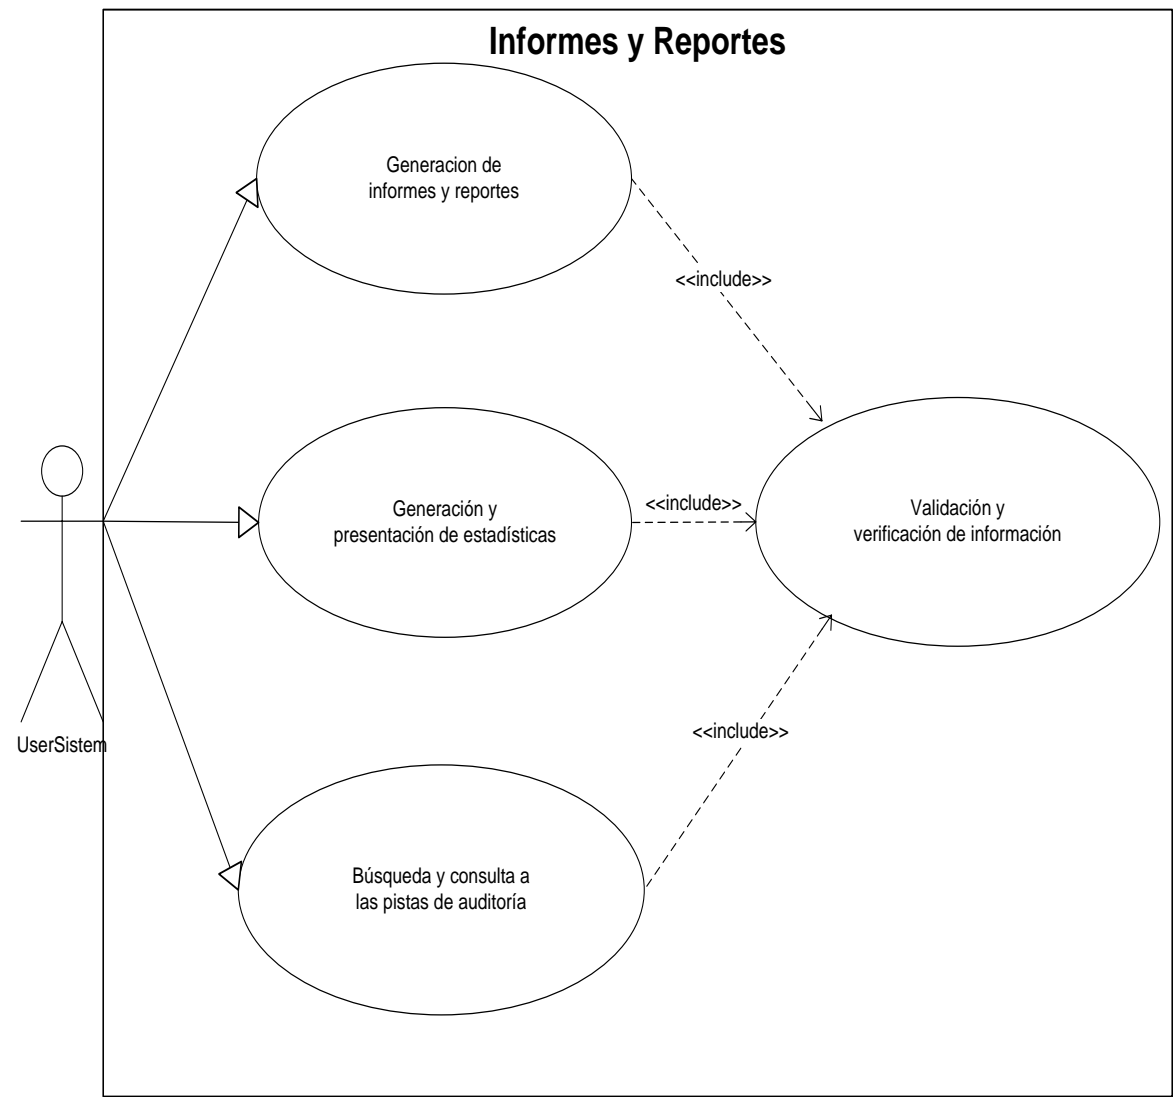 Informes y Reportes
Generacion de
informes y reportes
<<include>>
Generación y
presentación de estadísticas
<<include>>
Validación y
verificación de información
UserSistem
<<include>>
Búsqueda y consulta a
las pistas de auditoría